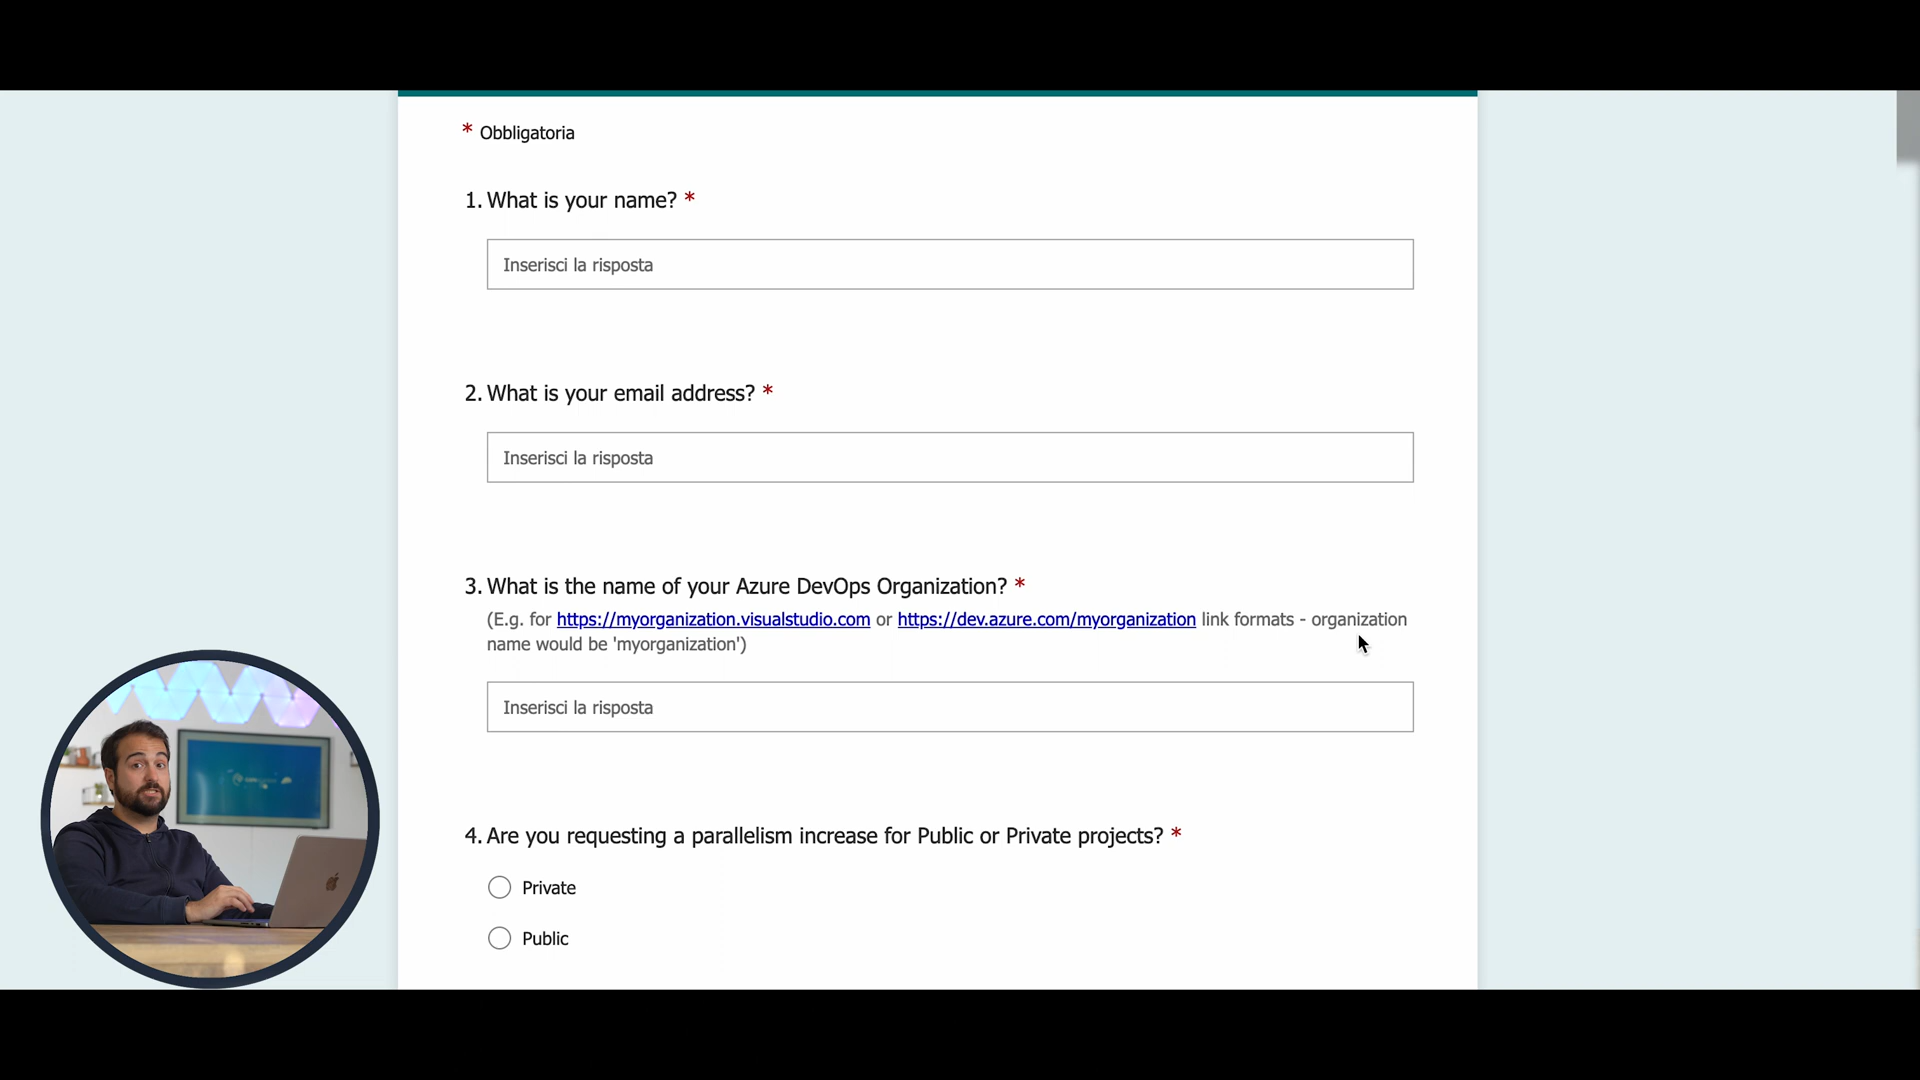 * Obbligatoria
1. What is your name? *
Inserisci la risposta
2. What is your email address? *
Inserisci la risposta
3. What is the name of your Azure DevOps Organization? *
(E.g. for https://myorganization.visualstudio.com or https://dev.azure.com/myorganization link formats - organization
name would be 'myorganization')
Inserisci la risposta
4. Are you requesting a parallelism increase for Public or Private projects? *
Private
Public